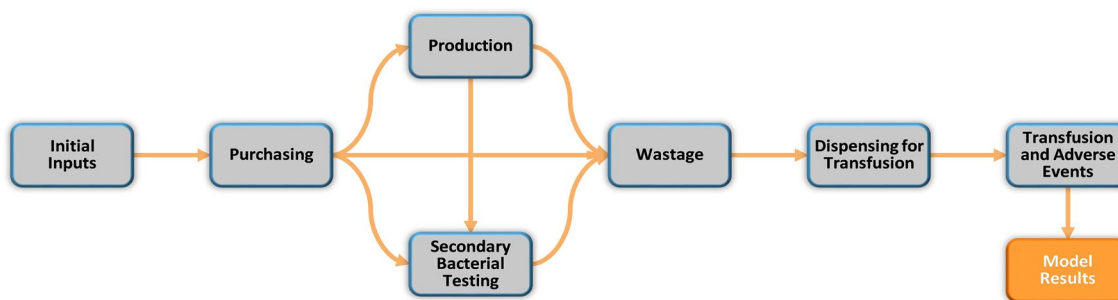 Production
Initial
Inputs
Purchasing
Wastage
Dispensing for
Transfusion
Transfusion
and Adverse
Events
Secondary
Bacterial
Testing
Model
Results